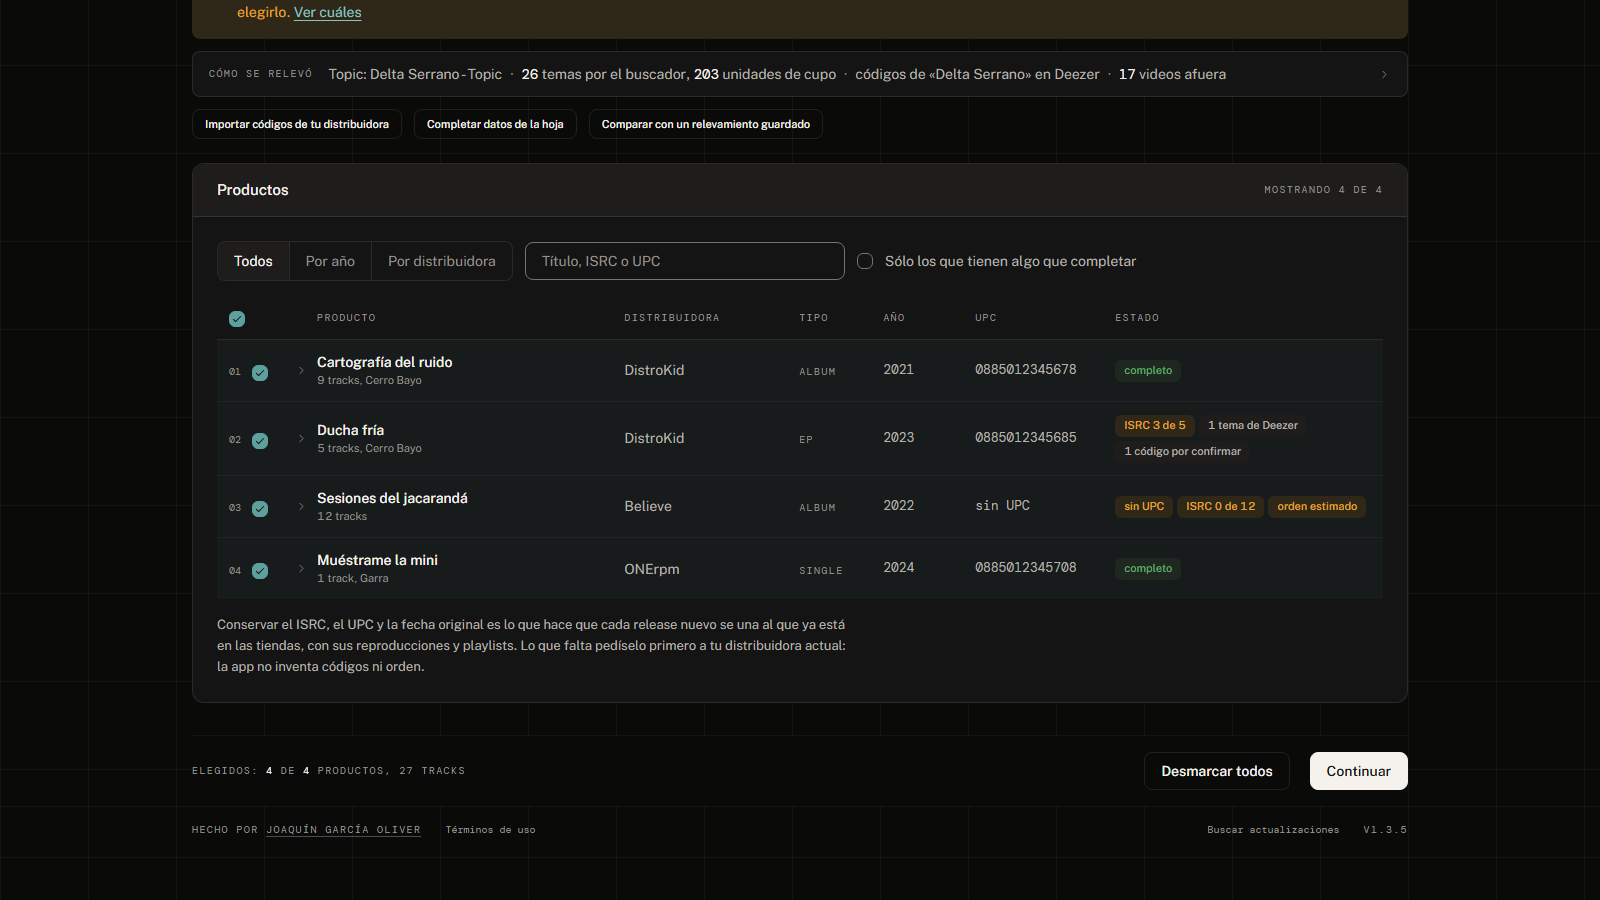 elegirlo. Ver cuáles
CÓMO SE RELEVÓ Topic: Delta Serrano - Topic · 26 temas por el buscador, 203 unidades de cupo · códigos de «Delta Serrano» en Deezer · 17 videos afuera
Importar códigos de tu distribuidora Completar datos de la hoja Comparar con un relevamiento guardado
Productos MOSTRANDO 4 DE 4
Todos Por año Por distribuidora Título, ISRC o UPC Sólo los que tienen algo que completar
PRODUCTO DISTRIBUIDORA TIPO AÑO UPC ESTADO
01 Cartografía del ruido DistroKid ALBUM 2021 0885012345678 completo
9 tracks, Cerro Bayo
02 Ducha fría DistroKid EP 2023 0885012345685 ISRC 3 de 5 1 tema de Deezer
5 tracks, Cerro Bayo 1 código por confirmar
03 Sesiones del jacarandá Believe ALBUM 2022 sin UPC sin UPC ISRC 0 de 12 orden estimado
12 tracks
04 Muéstrame la mini ONErpm SINGLE 2024 0885012345708 completo
1 track, Garra
Conservar el ISRC, el UPC y la fecha original es lo que hace que cada release nuevo se una al que ya está
en las tiendas, con sus reproducciones y playlists. Lo que falta pedíselo primero a tu distribuidora actual:
la app no inventa códigos ni orden.
ELEGIDOS: 4 DE 4 PRODUCTOS, 27 TRACKS Desmarcar todos Continuar
HECHO POR JOAQUÍN GARCÍA OLIVER Términos de uso Buscar actualizaciones V1.3.5